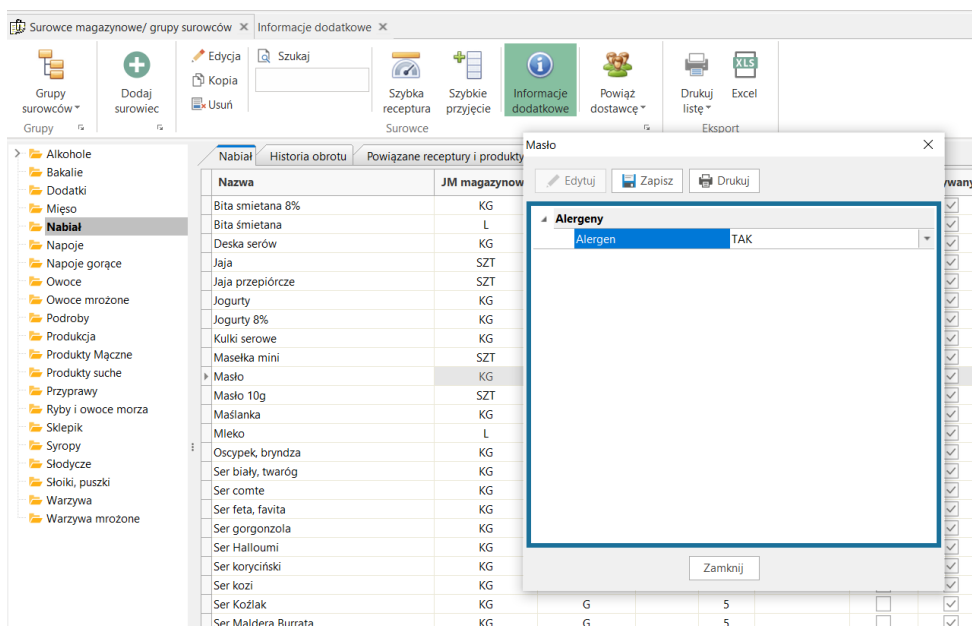 Surowce magazynowe/ grupy surowców × Informacje dodatkowe ×
Edycja Szukaj
Kopia
Usuń
Grupy surowców
Dodaj surowiec
Szybka receptura
Szybkie przyjęcie
Informacje dodatkowe
Powiąż dostawcę
Drukuj listę
XLS
Excel
Grupy Surowce Eksport
Alkohole
Bakalie
Dodatki
Mięso
Nabiał
Napoje
Napoje gorące
Owoce
Owoce mrożone
Podroby
Produkcja
Produkty Mączne
Produkty suche
Przyprawy
Ryby i owoce morza
Sklepik
Syropy
Słodycze
Słoiki, puszki
Warzywa
Warzywa mrożone
Nabiał Historia obrotu Powiązane receptury i produkty
Nazwa JM magazynow
Bita smietana 8% KG
Bita śmietana L
Deska serów KG
Jaja SZT
Jaja przepiórcze SZT
Jogurty KG
Jogurty 8% KG
Kulki serowe KG
Masełka mini SZT
Masło KG
Masło 10g SZT
Maślanka KG
Mleko L
Oscypek, bryndza KG
Ser biały, twaróg KG
Ser comte KG
Ser feta, favita KG
Ser gorgonzola KG
Ser Halloumi KG
Ser koryciński KG
Ser kozi KG
Ser Koźlak KG G 5
Ser Maldera Burrata KG G 5
Masło
Edytuj Zapisz Drukuj
Alergeny
Alergen TAK
Zamknij
wany